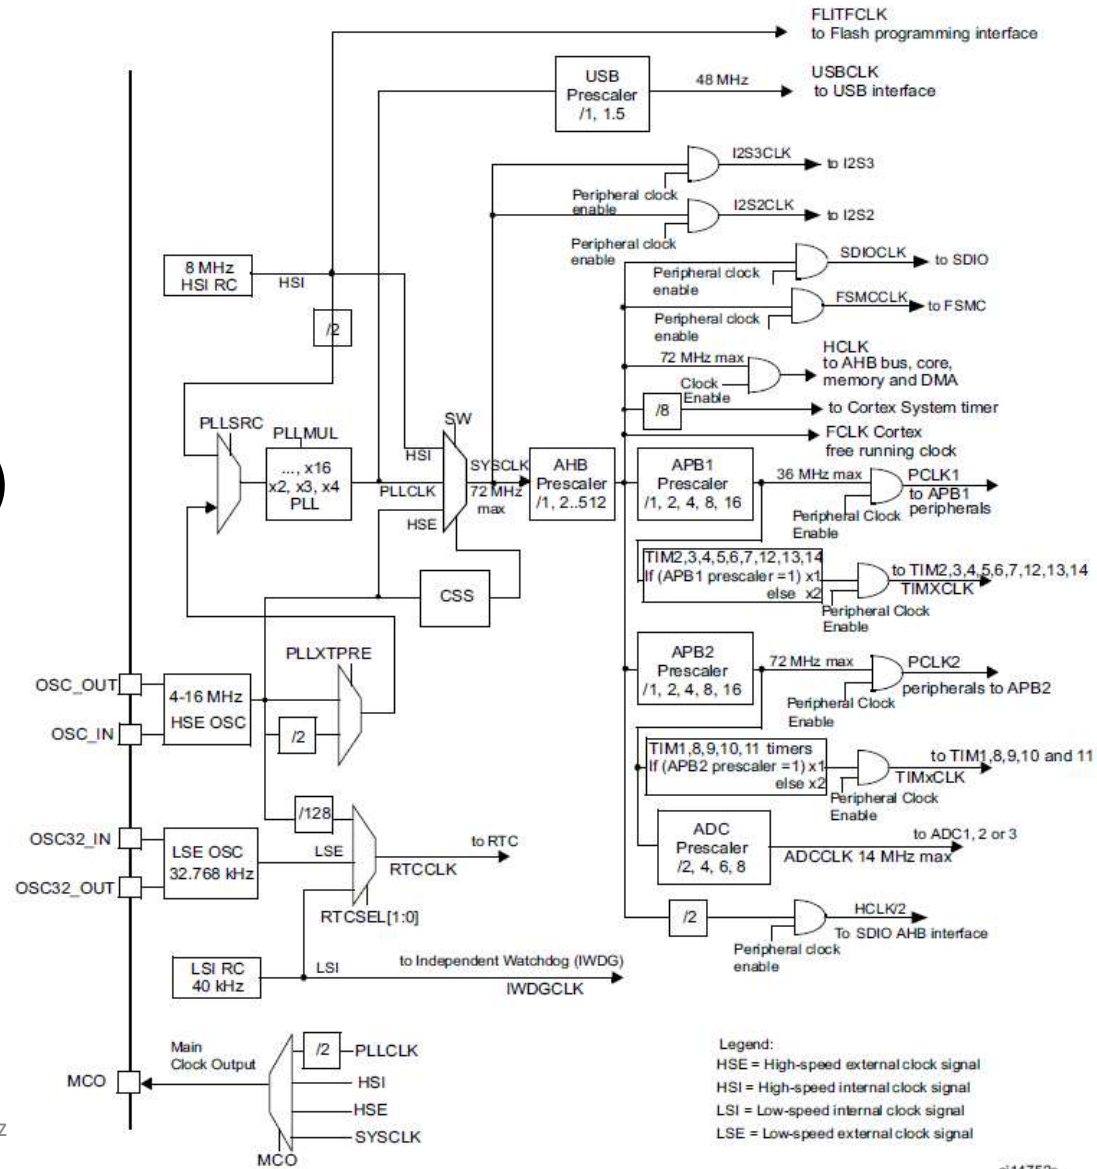 FLITFCLK
to Flash programming interface
USB
Prescaler
/1, 1.5
48 MHz
USBCLK
to USB interface
I2S3CLK
to I2S3
Peripheral clock
enable
I2S2CLK
to I2S2
Peripheral clock
enable
8 MHz
HSI RC
HSI
SDIOCLK
to SDIO
Peripheral clock
enable
FSMCCLK
to FSMC
Peripheral clock
enable
/2
72 MHz max
HCLK
to AHB bus, core,
memory and DMA
Clock
Enable
/8
to Cortex System timer
FCLK Cortex
free running clock
PLLSRC
PLLMUL
..., x16
x2, x3, x4
PLL
SW
HSI
PLLCLK
HSE
SYSCLK
72 MHz
max
AHB
Prescaler
/1, 2..512
APB1
Prescaler
/1, 2, 4, 8, 16
36 MHz max
PCLK1
to APB1
peripherals
Peripheral Clock
Enable
TIM2,3,4,5,6,7,12,13,14
If (APB1 prescaler =1) x1
else x2
to TIM2,3,4,5,6,7,12,13,14
TIMXCLK
Peripheral Clock
Enable
CSS
PLLXTPRE
OSC_OUT
OSC_IN
4-16 MHz
HSE OSC
/2
APB2
Prescaler
/1, 2, 4, 8, 16
72 MHz max
PCLK2
peripherals to APB2
Peripheral Clock
Enable
TIM1,8,9,10,11 timers
If (APB2 prescaler =1) x1
else x2
to TIM1,8,9,10 and 11
TIMxCLK
Peripheral Clock
Enable
/128
OSC32_IN
OSC32_OUT
LSE OSC
32.768 kHz
LSE
to RTC
RTCCLK
RTCSEL[1:0]
ADC
Prescaler
/2, 4, 6, 8
to ADC1, 2 or 3
ADCCLK 14 MHz max
/2
HCLK/2
To SDIO AHB interface
Peripheral clock
enable
LSI RC
40 kHz
LSI
to Independent Watchdog (IWDG)
IWDGCLK
Main
Clock Output
MCO
/2
PLLCLK
HSI
HSE
SYSCLK
MCO
Legend:
HSE = High-speed external clock signal
HSI = High-speed internal clock signal
LSI = Low-speed internal clock signal
LSE = Low-speed external clock signal